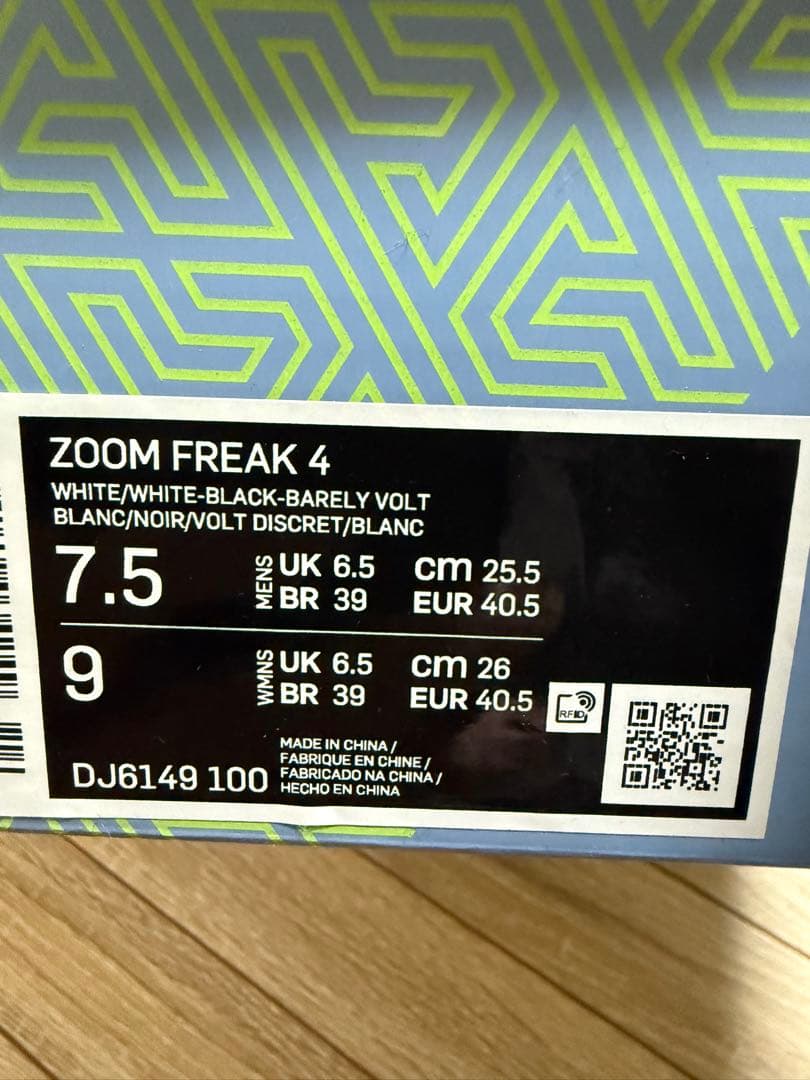 ZOOM FREAK 4
WHITE/WHITE-BLACK-BARELY VOLT
BLANC/NOIR/VOLT DISCRET/BLANC
7.5 MENS UK 6.5 cm 25.5
BR 39 EUR 40.5
9 WMNS UK 6.5 cm 26
BR 39 EUR 40.5
RFID
MADE IN CHINA /
FABRIQUE EN CHINE /
DJ6149 100 FABRICADO NA CHINA /
HECHO EN CHINA